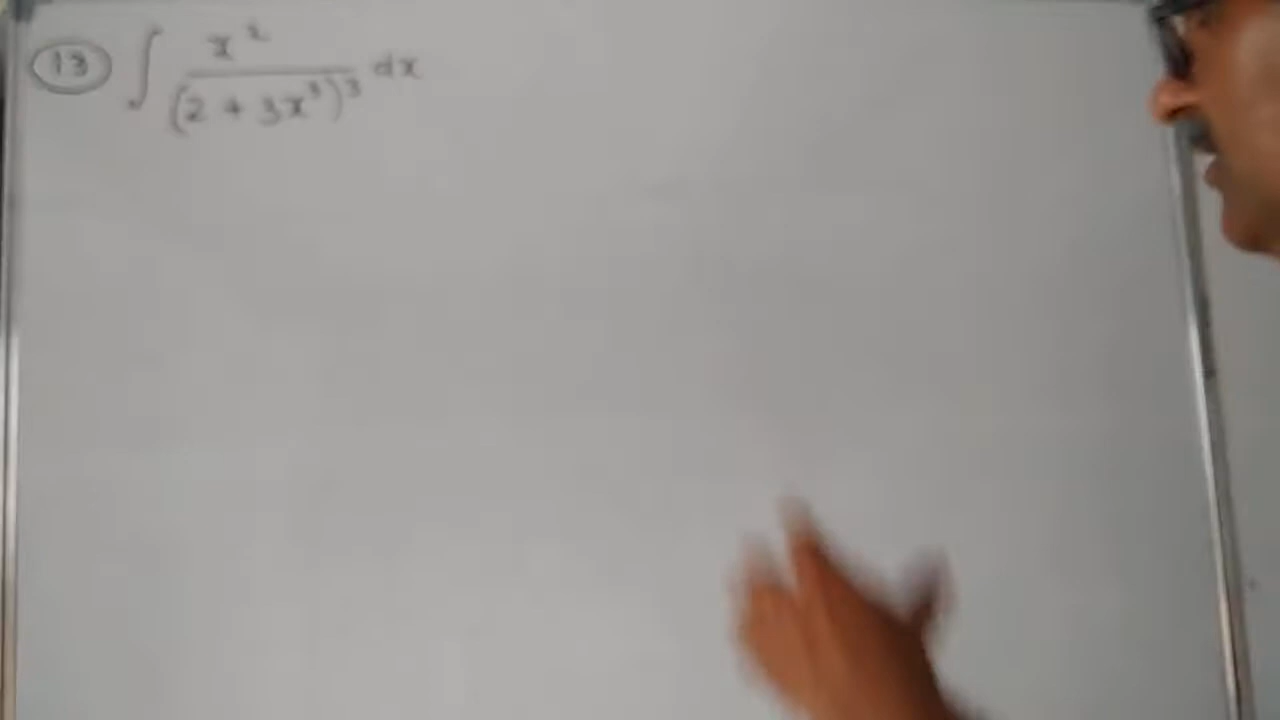 13 ∫ x² / (2 + 3x³)³ dx